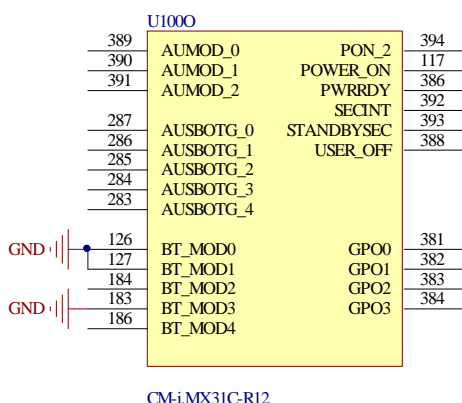 U100O
389 AUMOD_0 PON_2 394
390 AUMOD_1 POWER_ON 117
391 AUMOD_2 PWRRDY 386
SECINT 392
287 AUSBOTG_0 STANDBYSEC 393
286 AUSBOTG_1 USER_OFF 388
285 AUSBOTG_2
284 AUSBOTG_3
283 AUSBOTG_4
GND 126 BT_MOD0 GPO0 381
127 BT_MOD1 GPO1 382
184 BT_MOD2 GPO2 383
GND 183 BT_MOD3 GPO3 384
186 BT_MOD4
CM-i.MX31C-R12